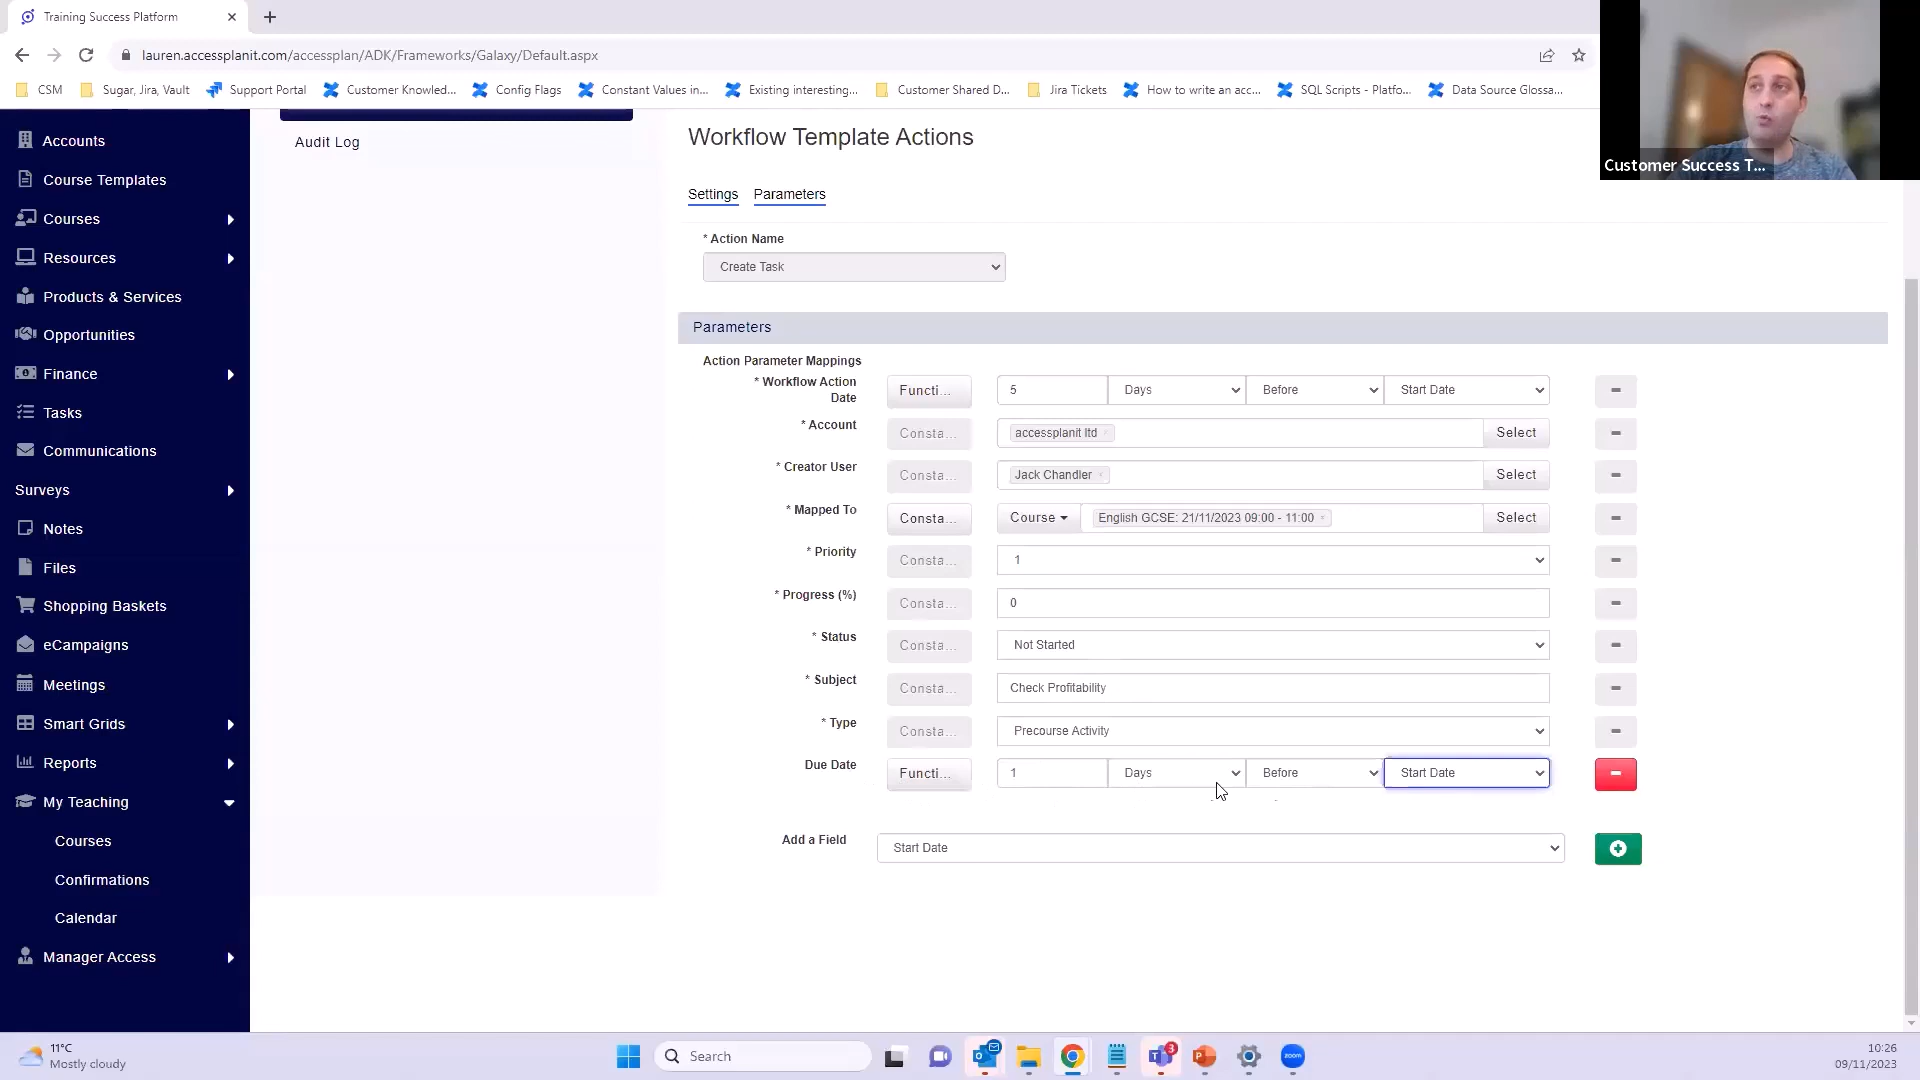 Training Success Platform
lauren.accessplanit.com/accessplan/ADK/Frameworks/Galaxy/Default.aspx
CSM
Sugar, Jira, Vault
Support Portal
Customer Knowled...
Config Flags
Constant Values in...
Existing interesting...
Customer Shared D...
Jira Tickets
How to write an acc...
SQL Scripts - Platfo...
Data Source Glossa...
Customer Success T...
Accounts
Course Templates
Courses
Resources
Products & Services
Opportunities
Finance
Tasks
Communications
Surveys
Notes
Files
Shopping Baskets
eCampaigns
Meetings
Smart Grids
Reports
My Teaching
Courses
Confirmations
Calendar
Manager Access
Audit Log
Workflow Template Actions
Settings Parameters
* Action Name
Create Task
Parameters
Action Parameter Mappings
* Workflow Action Date Functi... 5 Days Before Start Date
* Account Consta... accessplanit ltd Select
* Creator User Consta... Jack Chandler Select
* Mapped To Consta... Course English GCSE: 21/11/2023 09:00 - 11:00 Select
* Priority Consta... 1
* Progress (%) Consta... 0
* Status Consta... Not Started
* Subject Consta... Check Profitability
* Type Consta... Precourse Activity
Due Date Functi... 1 Days Before Start Date
Add a Field Start Date
11°C
Mostly cloudy
Search
3
zoom
10:26
09/11/2023